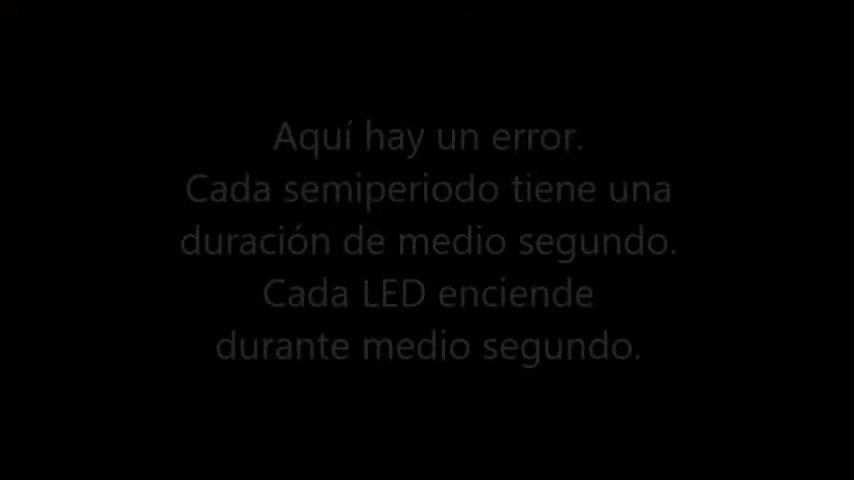 Aquí hay un error.
Cada semiperiodo tiene una
duración de medio segundo.
Cada LED enciende
durante medio segundo.